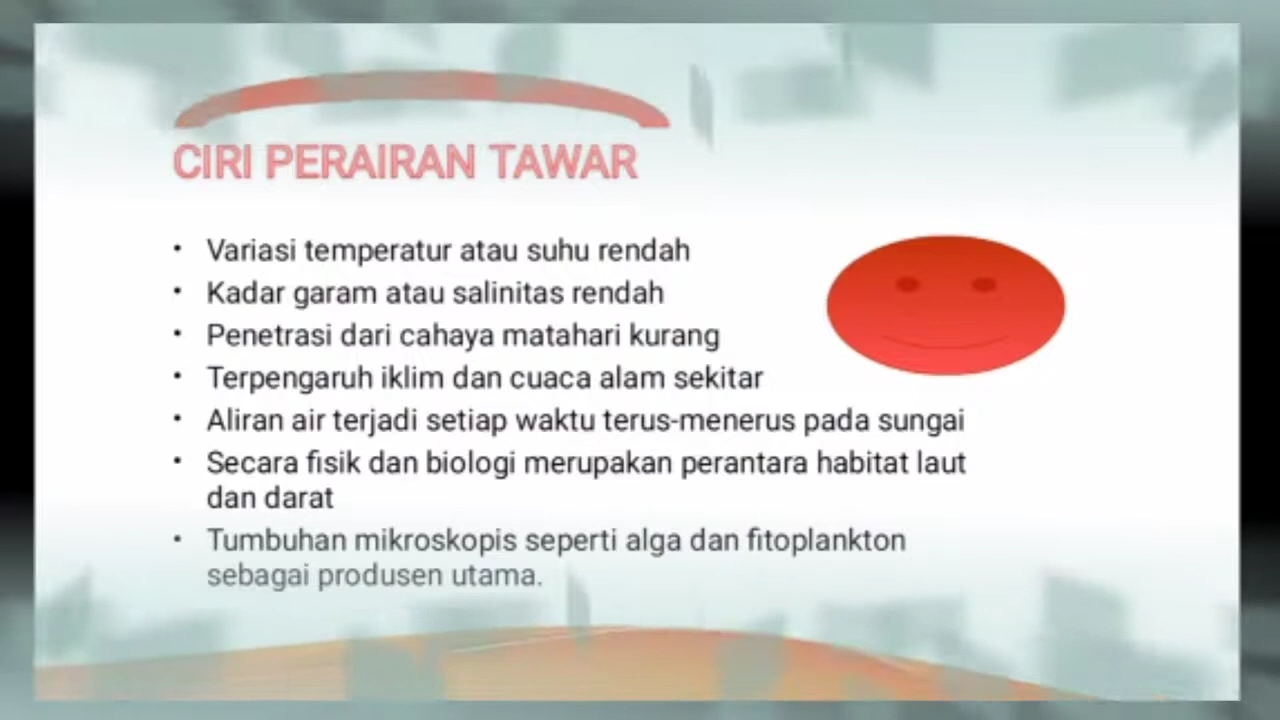 CIRI PERAIRAN TAWAR
• Variasi temperatur atau suhu rendah
• Kadar garam atau salinitas rendah
• Penetrasi dari cahaya matahari kurang
• Terpengaruh iklim dan cuaca alam sekitar
• Aliran air terjadi setiap waktu terus-menerus pada sungai
• Secara fisik dan biologi merupakan perantara habitat laut
dan darat
• Tumbuhan mikroskopis seperti alga dan fitoplankton
sebagai produsen utama.